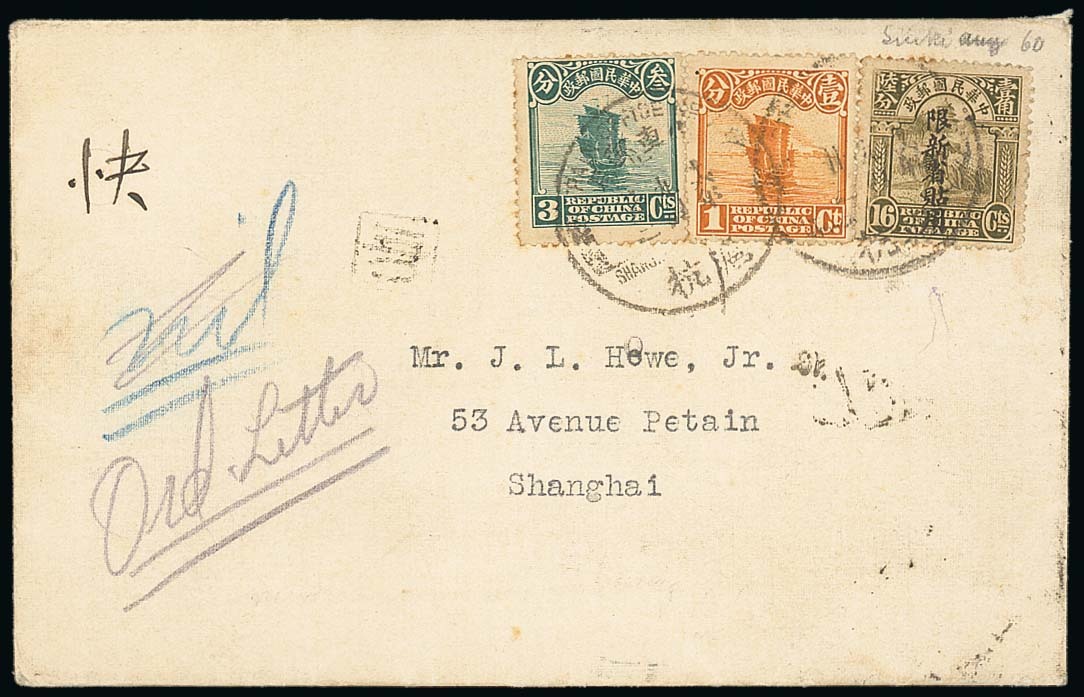 60
分 中華民國郵政 叁
3 REPUBLIC OF CHINA POSTAGE Cts
分 中華民國郵政 壹
1 REPUBLIC OF CHINA POSTAGE Ct.
陸分 中華民國郵政 壹角
限新省貼用
16 REPUBLIC OF CHINA POSTAGE Cts
快
Ord. Letter
Mr. J. L. Howe, Jr.
53 Avenue Petain
Shanghai